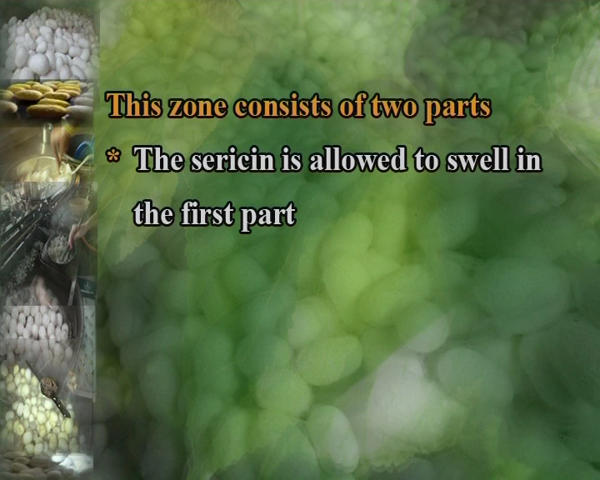 This zone consists of two parts
* The sericin is allowed to swell in
the first part